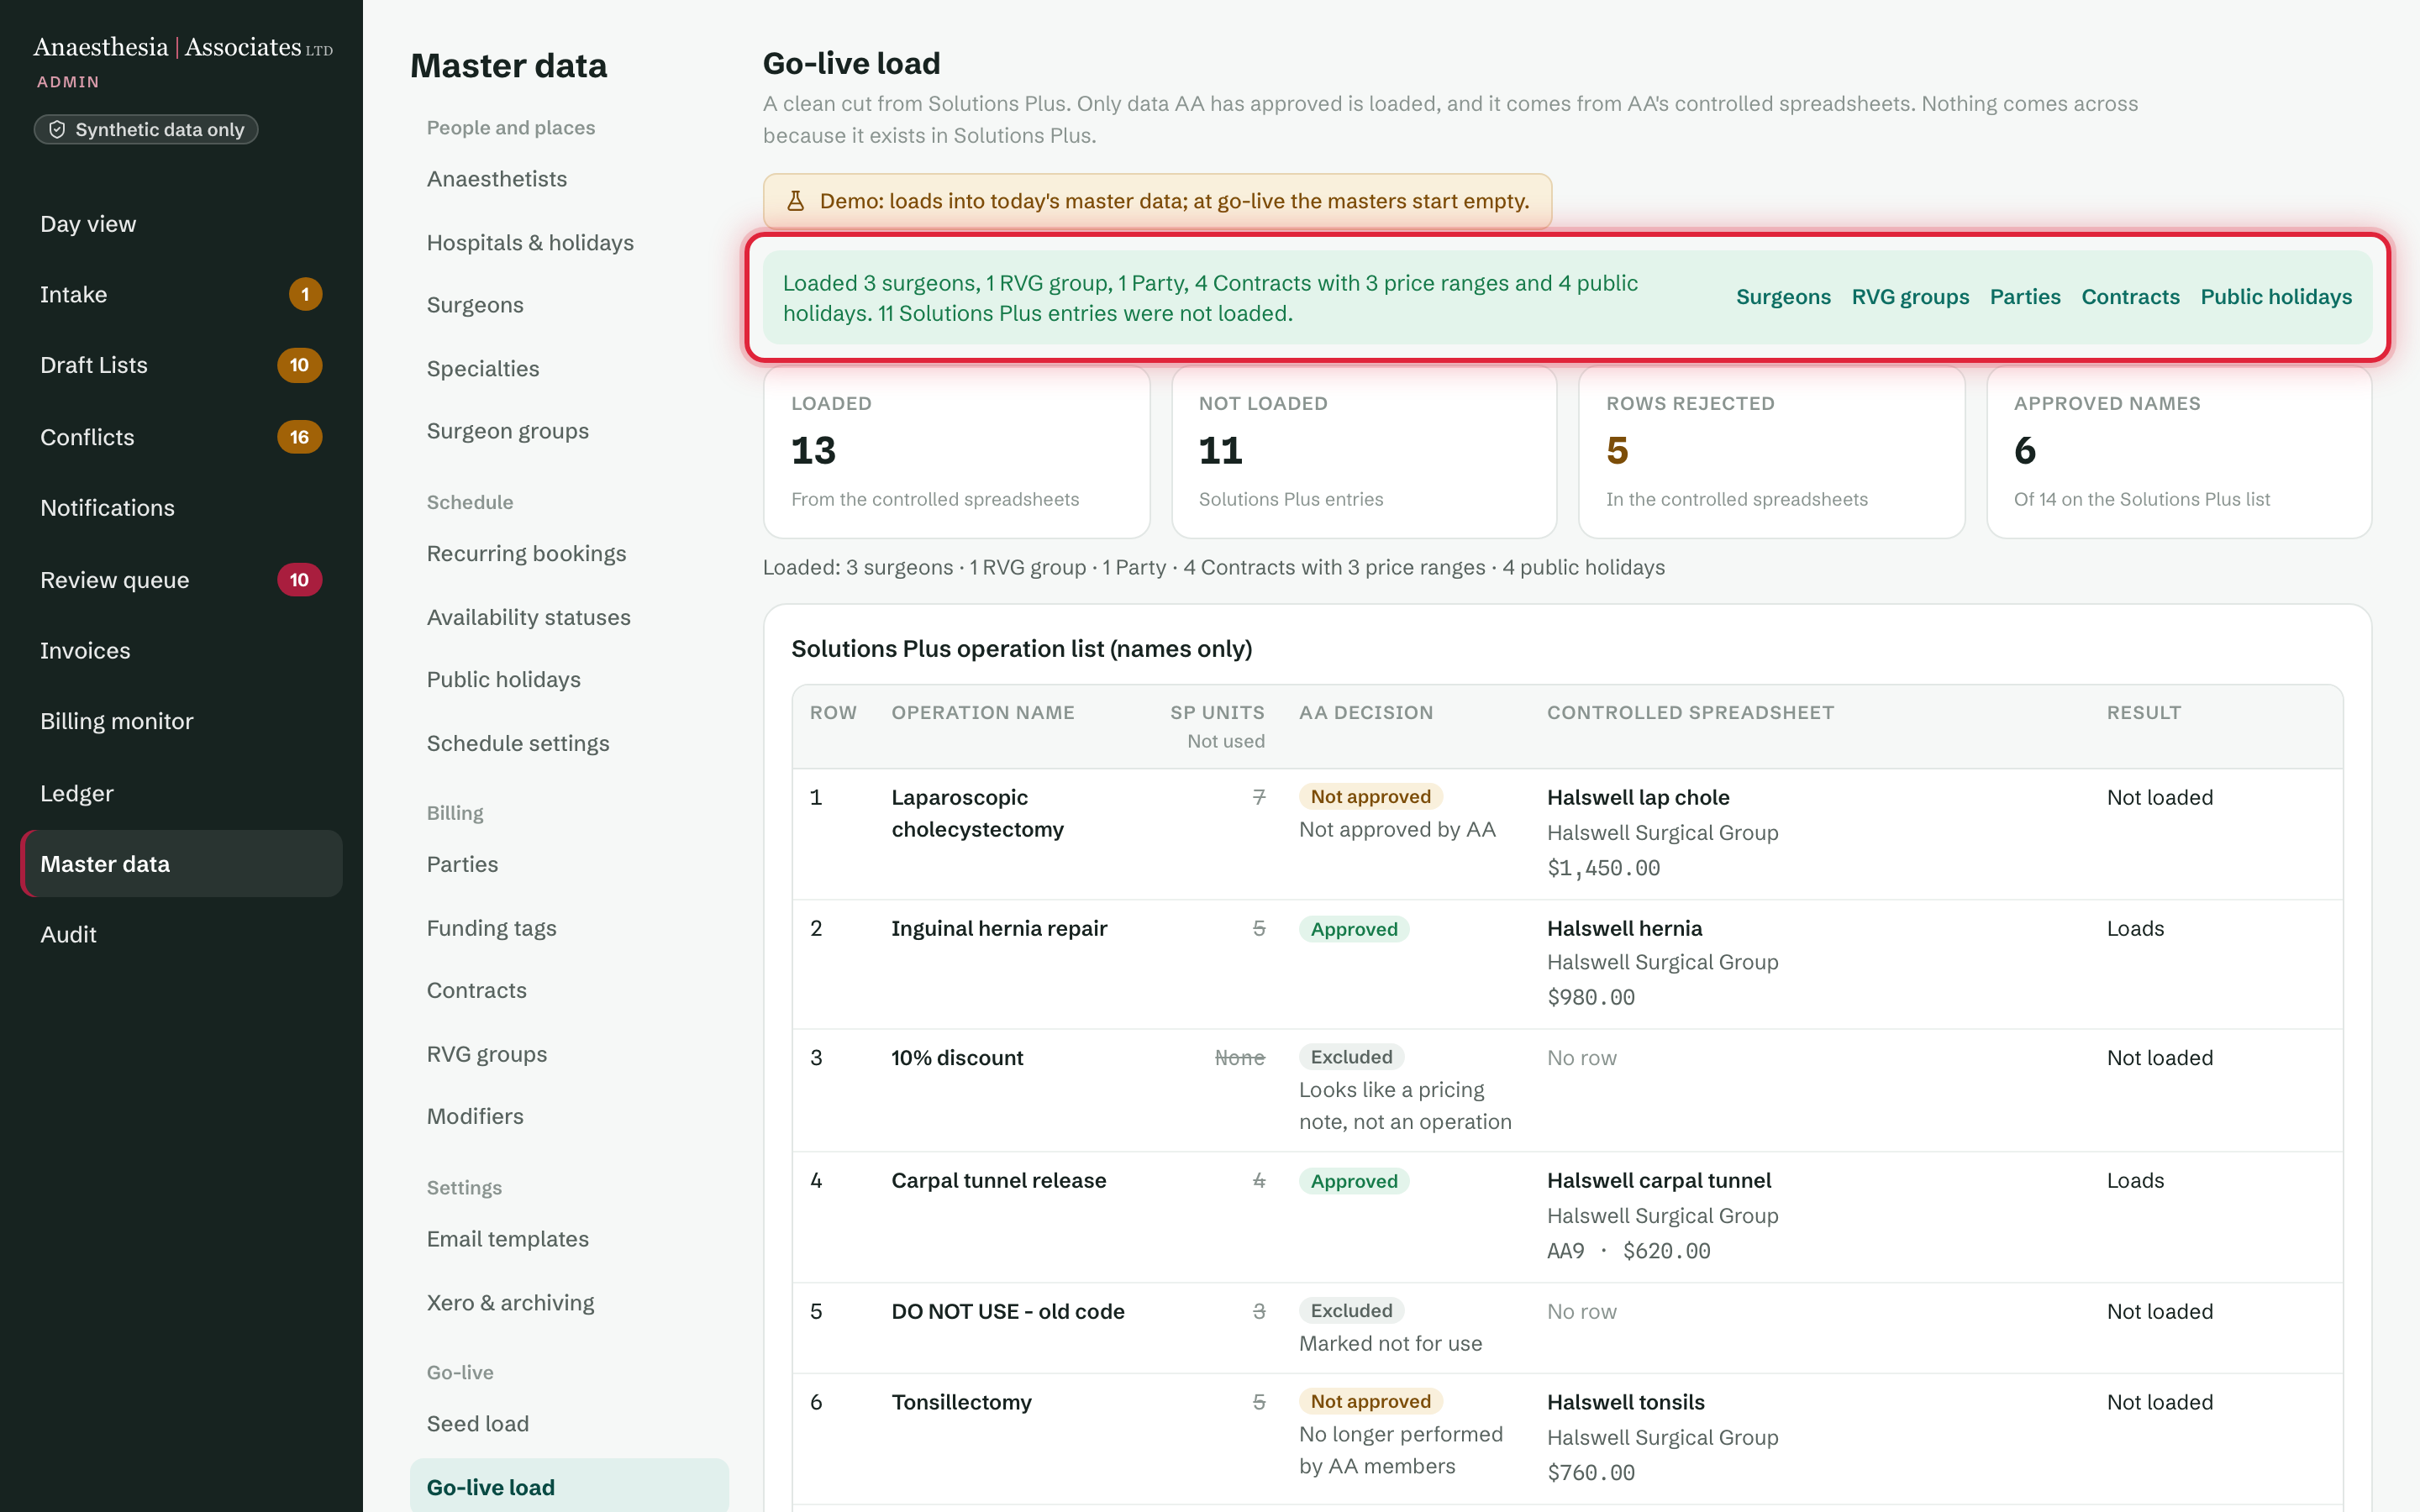 Anaesthesia | Associates LTD
ADMIN
Synthetic data only
Day view
Intake 1
Draft Lists 10
Conflicts 16
Notifications
Review queue 10
Invoices
Billing monitor
Ledger
Master data
Audit
Master data
People and places
Anaesthetists
Hospitals & holidays
Surgeons
Specialties
Surgeon groups
Schedule
Recurring bookings
Availability statuses
Public holidays
Schedule settings
Billing
Parties
Funding tags
Contracts
RVG groups
Modifiers
Settings
Email templates
Xero & archiving
Go-live
Seed load
Go-live load
Go-live load
A clean cut from Solutions Plus. Only data AA has approved is loaded, and it comes from AA's controlled spreadsheets. Nothing comes across
because it exists in Solutions Plus.
Demo: loads into today's master data; at go-live the masters start empty.
Loaded 3 surgeons, 1 RVG group, 1 Party, 4 Contracts with 3 price ranges and 4 public
holidays. 11 Solutions Plus entries were not loaded.
Surgeons RVG groups Parties Contracts Public holidays
LOADED
13
From the controlled spreadsheets
NOT LOADED
11
Solutions Plus entries
ROWS REJECTED
5
In the controlled spreadsheets
APPROVED NAMES
6
Of 14 on the Solutions Plus list
Loaded: 3 surgeons · 1 RVG group · 1 Party · 4 Contracts with 3 price ranges · 4 public holidays
Solutions Plus operation list (names only)
ROW OPERATION NAME SP UNITS AA DECISION CONTROLLED SPREADSHEET RESULT
Not used
1 Laparoscopic 7 Not approved Halswell lap chole Not loaded
cholecystectomy Not approved by AA Halswell Surgical Group
$1,450.00
2 Inguinal hernia repair 5 Approved Halswell hernia Loads
Halswell Surgical Group
$980.00
3 10% discount None Excluded No row Not loaded
Looks like a pricing
note, not an operation
4 Carpal tunnel release 4 Approved Halswell carpal tunnel Loads
Halswell Surgical Group
AA9 · $620.00
5 DO NOT USE - old code 3 Excluded No row Not loaded
Marked not for use
6 Tonsillectomy 5 Not approved Halswell tonsils Not loaded
No longer performed Halswell Surgical Group
by AA members $760.00